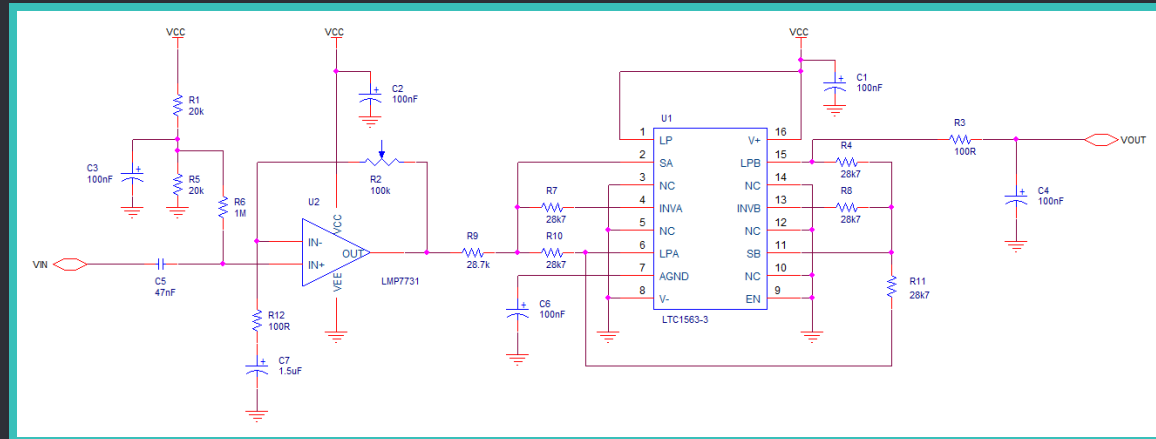 VCC
VCC
VCC
R1
20k
C3
100nF
R5
20k
R6
1M
C2
100nF
R2
100k
U2
VCC
IN-
IN+
OUT
VEE
LMP7731
VIN
C5
47nF
R12
100R
C7
1.5uF
R9
28.7k
R7
28k7
R10
28k7
C6
100nF
U1
1 LP V+ 16
2 SA LPB 15
3 NC NC 14
4 INVA INVB 13
5 NC NC 12
6 LPA SB 11
7 AGND NC 10
8 V- EN 9
LTC1563-3
C1
100nF
R4
28k7
R8
28k7
R11
28k7
R3
100R
C4
100nF
VOUT